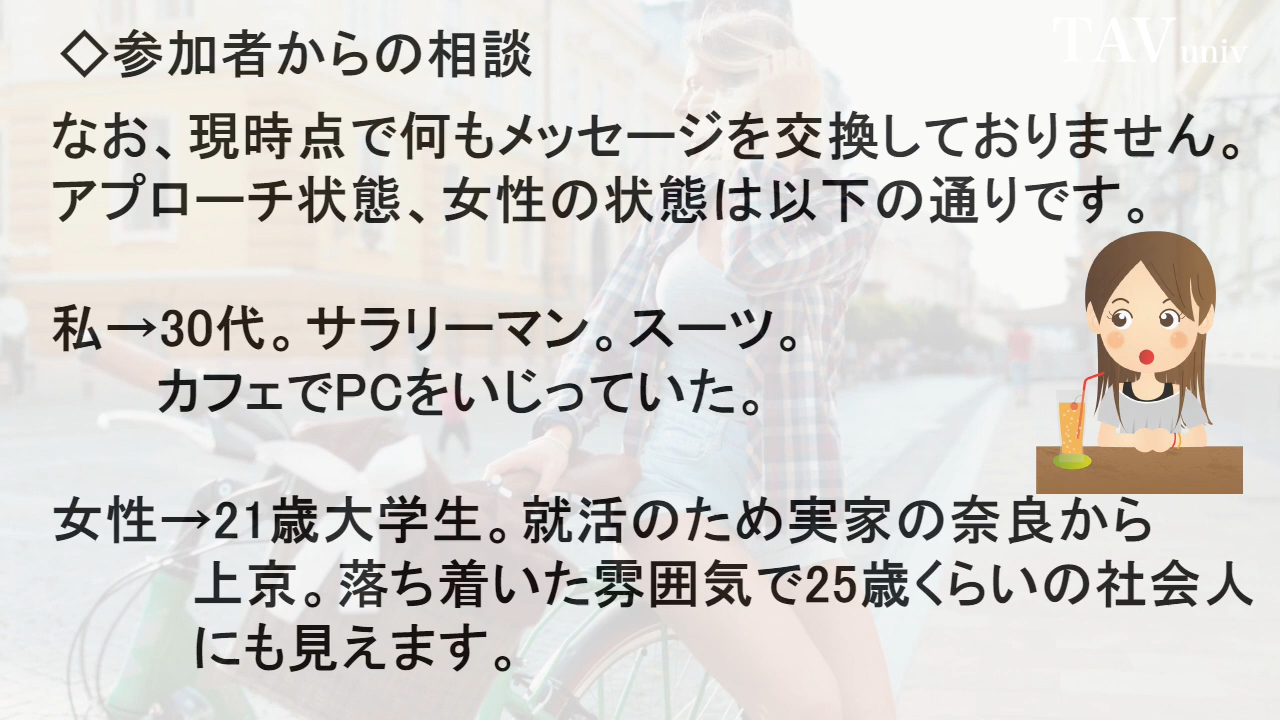 TAV univ
◇参加者からの相談
なお、現時点で何もメッセージを交換しておりません。
アプローチ状態、女性の状態は以下の通りです。
私→30代。サラリーマン。スーツ。
カフェでPCをいじっていた。
女性→21歳大学生。就活のため実家の奈良から
上京。落ち着いた雰囲気で25歳くらいの社会人
にも見えます。